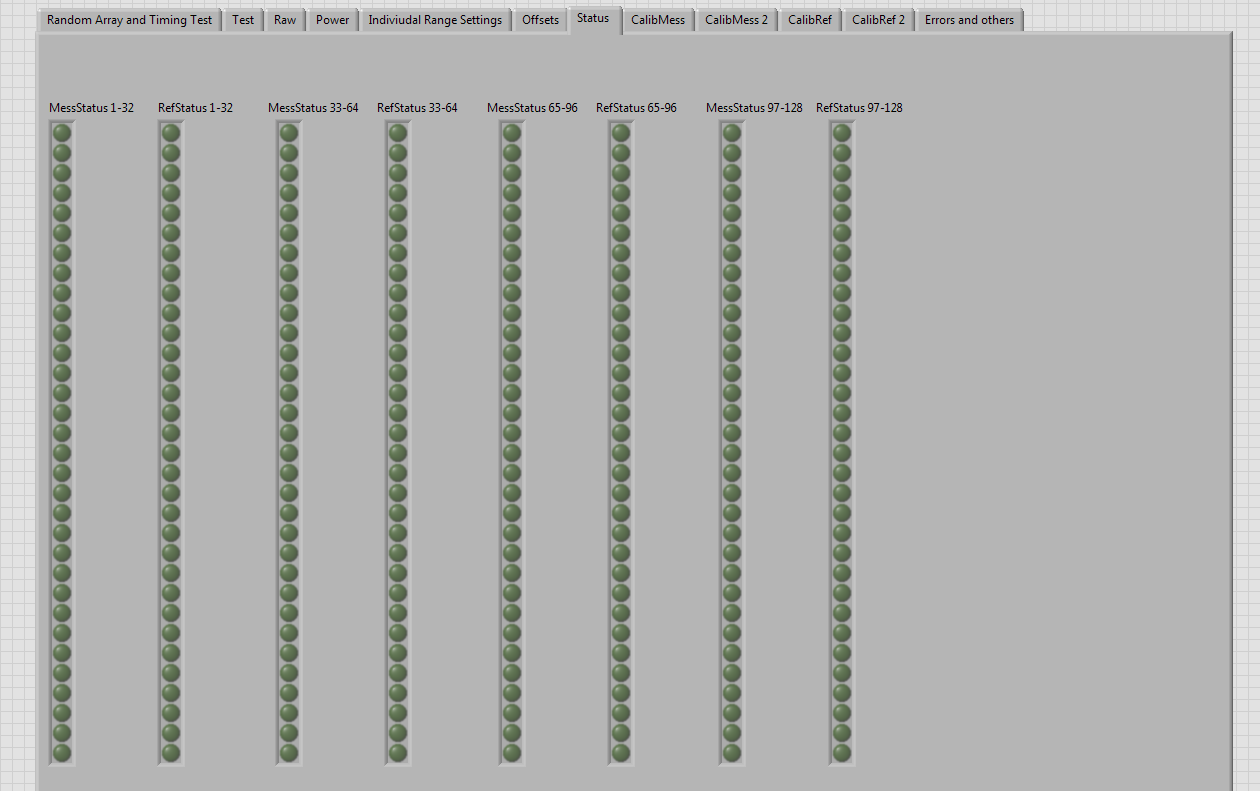 Random Array and Timing Test Test Raw Power Indiviudal Range Settings Offsets Status CalibMess CalibMess 2 CalibRef CalibRef 2 Errors and others
MessStatus 1-32 RefStatus 1-32 MessStatus 33-64 RefStatus 33-64 MessStatus 65-96 RefStatus 65-96 MessStatus 97-128 RefStatus 97-128